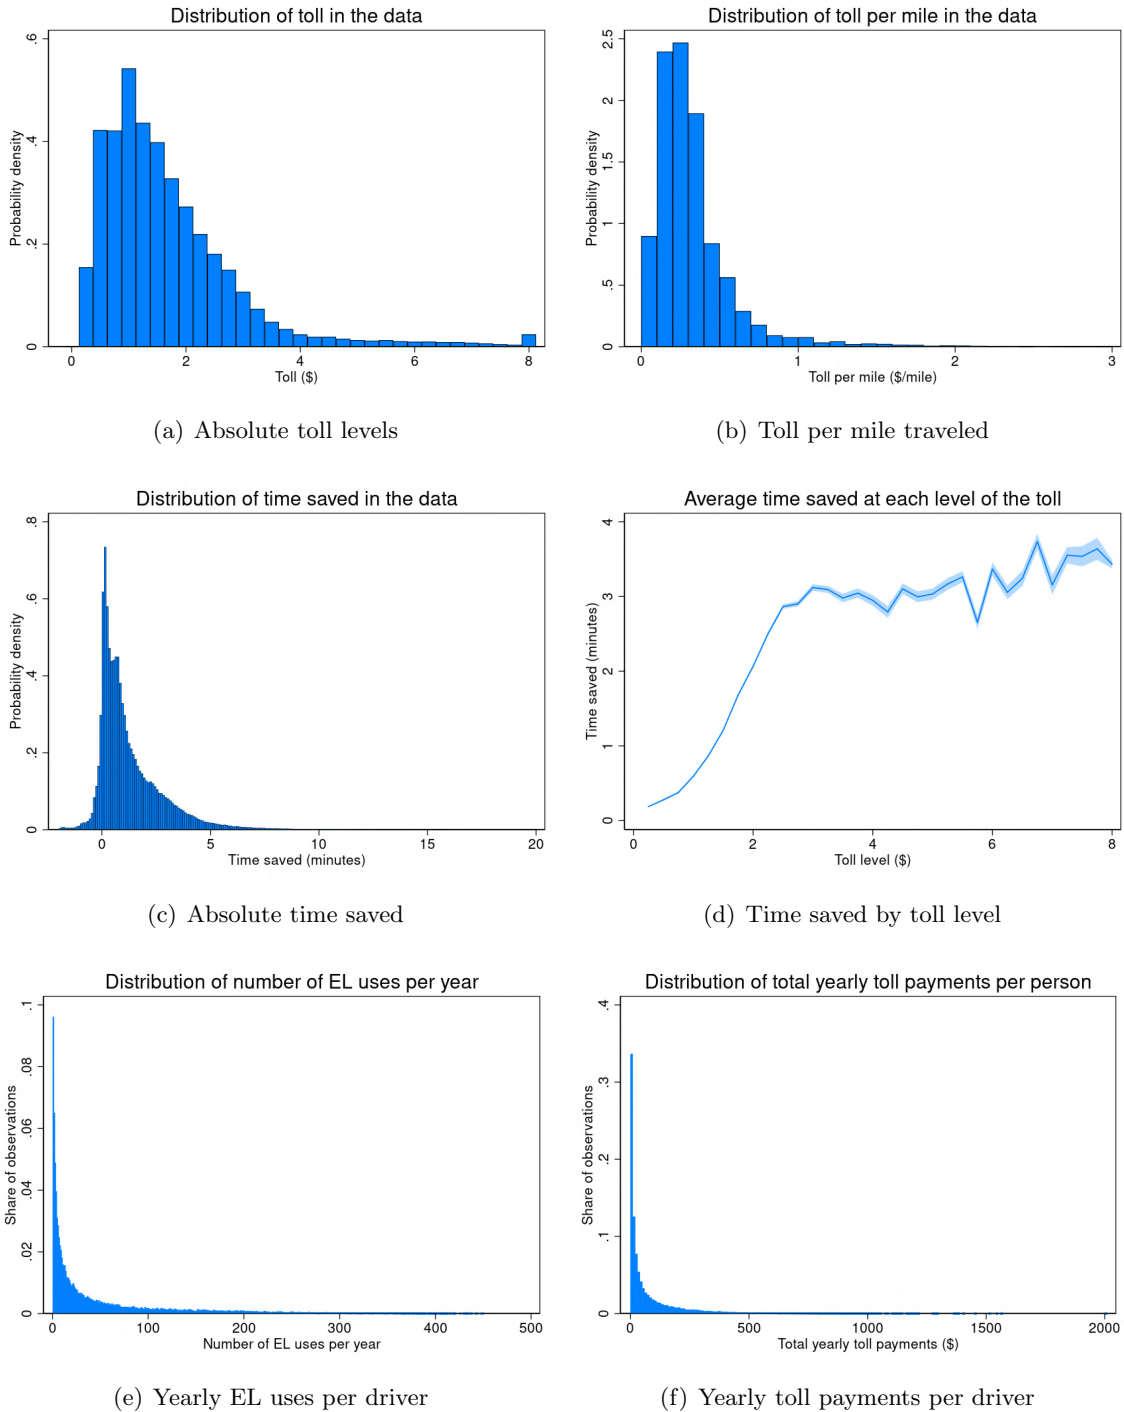 Distribution of toll in the data
Probability density
0
.2
.4
.6
0
2
4
6
8
Toll ($)
(a) Absolute toll levels
Distribution of toll per mile in the data
Probability density
0
.5
1
1.5
2
2.5
0
1
2
3
Toll per mile ($/mile)
(b) Toll per mile traveled
Distribution of time saved in the data
Probability density
0
.2
.4
.6
.8
0
5
10
15
20
Time saved (minutes)
(c) Absolute time saved
Average time saved at each level of the toll
Time saved (minutes)
0
1
2
3
4
0
2
4
6
8
Toll level ($)
(d) Time saved by toll level
Distribution of number of EL uses per year
Share of observations
0
.02
.04
.06
.08
.1
0
100
200
300
400
500
Number of EL uses per year
(e) Yearly EL uses per driver
Distribution of total yearly toll payments per person
Share of observations
0
.1
.2
.3
.4
0
500
1000
1500
2000
Total yearly toll payments ($)
(f) Yearly toll payments per driver